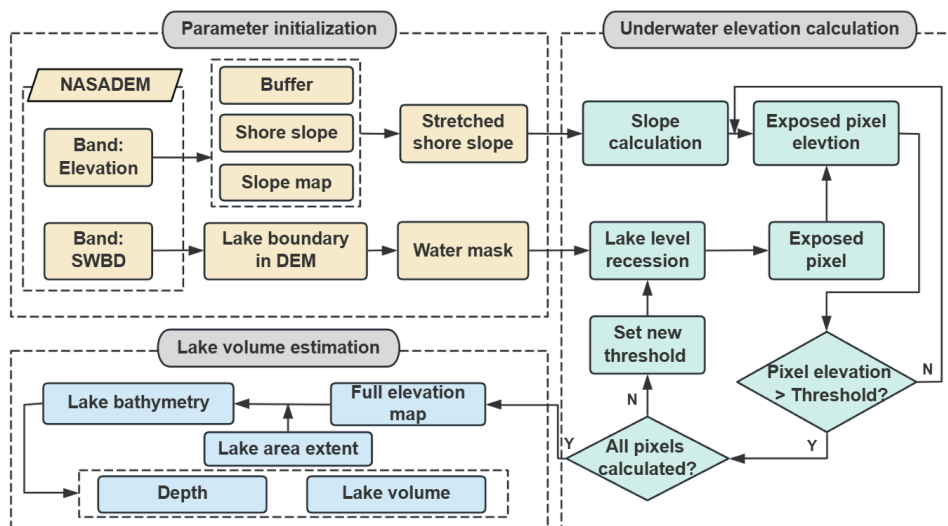 Parameter initialization
NASADEM
Band:
Elevation
Band:
SWBD
Buffer
Shore slope
Slope map
Stretched
shore slope
Lake boundary
in DEM
Water mask
Underwater elevation calculation
Slope
calculation
Exposed pixel
elevtion
Lake level
recession
Exposed
pixel
Set new
threshold
Pixel elevation
> Threshold?
N
Y
All pixels
calculated?
N
Y
Lake volume estimation
Full elevation
map
Lake bathymetry
Lake area extent
Depth
Lake volume